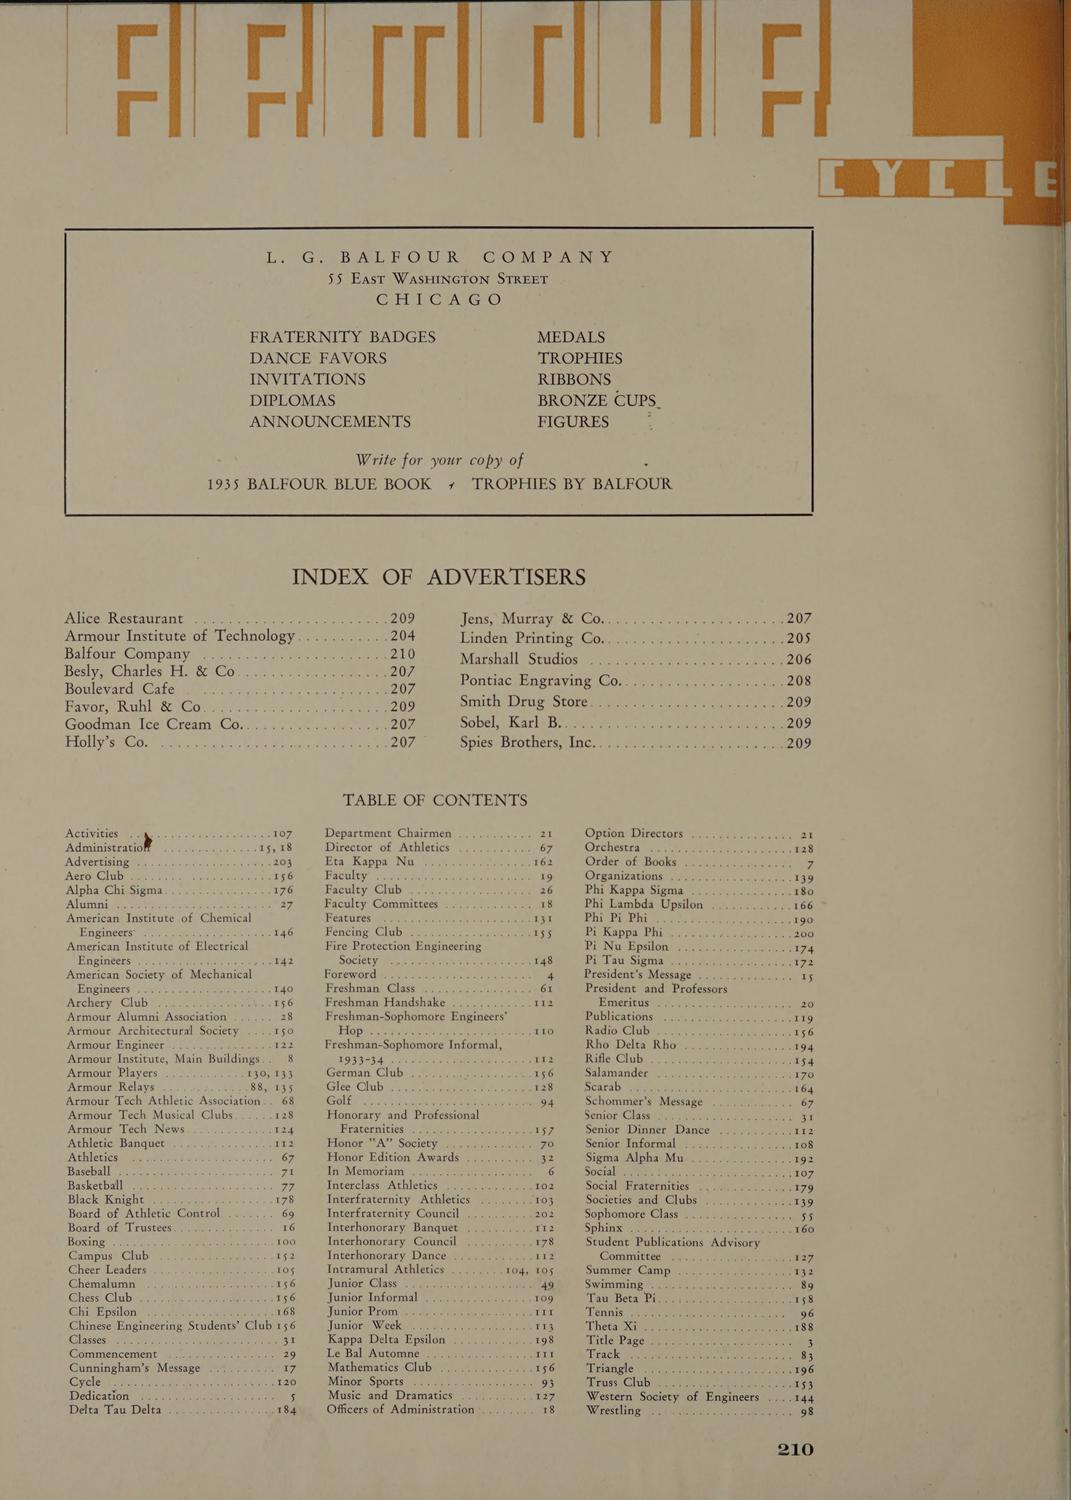 CYCLE
L. G. BALFOUR COMPANY
55 East Washington Street
CHICAGO
FRATERNITY BADGES
DANCE FAVORS
INVITATIONS
DIPLOMAS
ANNOUNCEMENTS
MEDALS
TROPHIES
RIBBONS
BRONZE CUPS
FIGURES
Write for your copy of
1935 BALFOUR BLUE BOOK TROPHIES BY BALFOUR
INDEX OF ADVERTISERS
Alice Restaurant 209
Armour Institute of Technology 204
Balfour Company 210
Besly, Charles H. & Co. 207
Boulevard Cafe 207
Favor, Ruhl & Co. 209
Goodman Ice Cream Co. 207
Holly's Co. 207
Jens, Murray & Co. 207
Linden Printing Co. 205
Marshall Studios 206
Pontiac Engraving Co. 208
Smith Drug Store 209
Sobel, Karl B. 209
Spies Brothers, Inc. 209
TABLE OF CONTENTS
Activities 107
Administration 15, 18
Advertising 203
Aero Club 156
Alpha Chi Sigma 176
Alumni 27
American Institute of Chemical
Engineers 146
American Institute of Electrical
Engineers 142
American Society of Mechanical
Engineers 140
Archery Club 156
Armour Alumni Association 28
Armour Architectural Society 150
Armour Engineer 122
Armour Institute, Main Buildings 8
Armour Players 130, 133
Armour Relays 88, 135
Armour Tech Athletic Association 68
Armour Tech Musical Clubs 128
Armour Tech News 124
Athletic Banquet 112
Athletics 67
Baseball 71
Basketball 77
Black Knight 178
Board of Athletic Control 69
Board of Trustees 16
Boxing 100
Campus Club 152
Cheer Leaders 105
Chemalumn 156
Chess Club 156
Chi Epsilon 168
Chinese Engineering Students' Club 156
Classes 31
Commencement 29
Cunningham's Message 17
Cycle 120
Dedication 5
Delta Tau Delta 184
Department Chairmen 21
Director of Athletics 67
Eta Kappa Nu 162
Faculty 19
Faculty Club 26
Faculty Committees 18
Features 131
Fencing Club 155
Fire Protection Engineering
Society 148
Foreword 4
Freshman Class 61
Freshman Handshake 112
Freshman-Sophomore Engineers'
Hop 110
Freshman-Sophomore Informal,
1933-34 112
German Club 156
Glee Club 128
Golf 94
Honorary and Professional
Fraternities 157
Honor "A" Society 70
Honor Edition Awards 32
In Memoriam 6
Interclass Athletics 102
Interfraternity Athletics 103
Interfraternity Council 202
Interhonorary Banquet 112
Interhonorary Council 178
Interhonorary Dance 112
Intramural Athletics 104, 105
Junior Class 49
Junior Informal 109
Junior Prom 111
Junior Week 113
Kappa Delta Epsilon 198
Le Bal Automne 111
Mathematics Club 156
Minor Sports 93
Music and Dramatics 127
Officers of Administration 18
Option Directors 21
Orchestra 128
Order of Books 7
Organizations 139
Phi Kappa Sigma 180
Phi Lambda Upsilon 166
Phi Pi Phi 190
Pi Kappa Phi 200
Pi Nu Epsilon 174
Pi Tau Sigma 172
President's Message 15
President and Professors
Emeritus 20
Publications 119
Radio Club 156
Rho Delta Rho 194
Rifle Club 154
Salamander 170
Scarab 164
Schommer's Message 67
Senior Class 31
Senior Dinner Dance 112
Senior Informal 108
Sigma Alpha Mu 192
Social 107
Social Fraternities 179
Societies and Clubs 139
Sophomore Class 55
Sphinx 160
Student Publications Advisory
Committee 127
Summer Camp 132
Swimming 89
Tau Beta Pi 158
Tennis 96
Theta Xi 188
Title Page 3
Track 83
Triangle 196
Truss Club 153
Western Society of Engineers 144
Wrestling 98
210